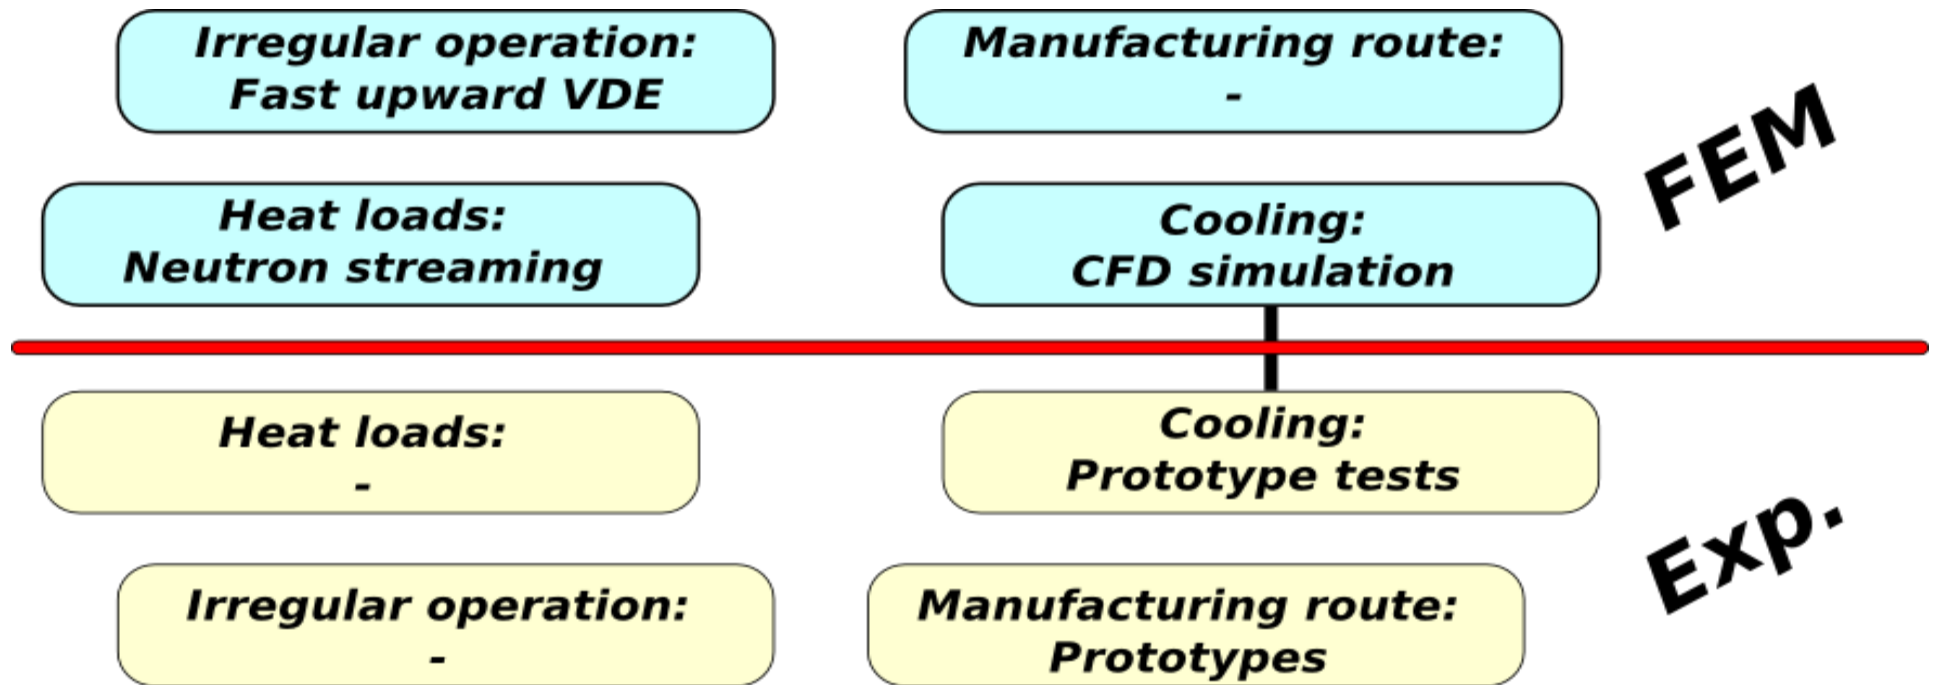 Irregular operation:
Fast upward VDE
Manufacturing route:
-
FEM
Heat loads:
Neutron streaming
Cooling:
CFD simulation
Heat loads:
-
Cooling:
Prototype tests
Exp.
Irregular operation:
-
Manufacturing route:
Prototypes